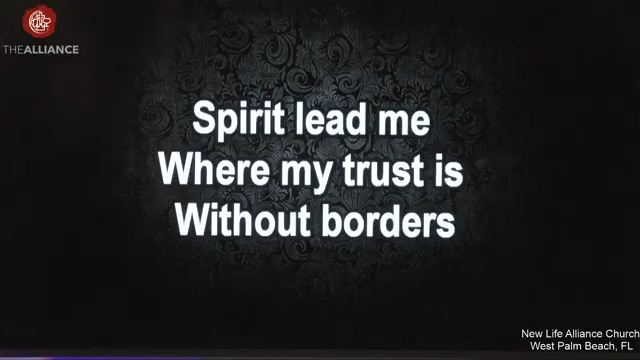 THEALLIANCE
Spirit lead me
Where my trust is
Without borders
New Life Alliance Church
West Palm Beach, FL